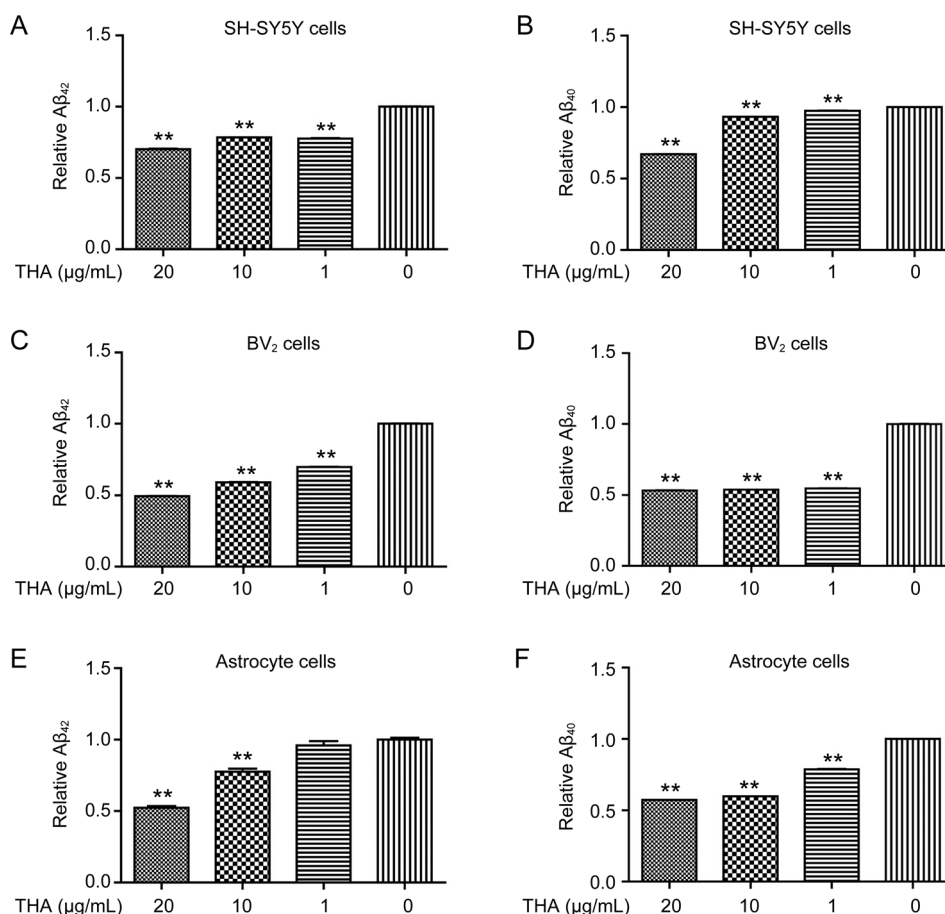 A
SH-SY5Y cells
Relative Aβ₄₂
1.5
1.0
0.5
0.0
** ** **
THA (μg/mL) 20 10 1 0
B
SH-SY5Y cells
Relative Aβ₄₀
1.5
1.0
0.5
0.0
** ** **
THA (μg/mL) 20 10 1 0
C
BV₂ cells
Relative Aβ₄₂
1.5
1.0
0.5
0.0
** ** **
THA (μg/mL) 20 10 1 0
D
BV₂ cells
Relative Aβ₄₀
1.5
1.0
0.5
0.0
** ** **
THA (μg/mL) 20 10 1 0
E
Astrocyte cells
Relative Aβ₄₂
1.5
1.0
0.5
0.0
** **
THA (μg/mL) 20 10 1 0
F
Astrocyte cells
Relative Aβ₄₀
1.5
1.0
0.5
0.0
** ** **
THA (μg/mL) 20 10 1 0